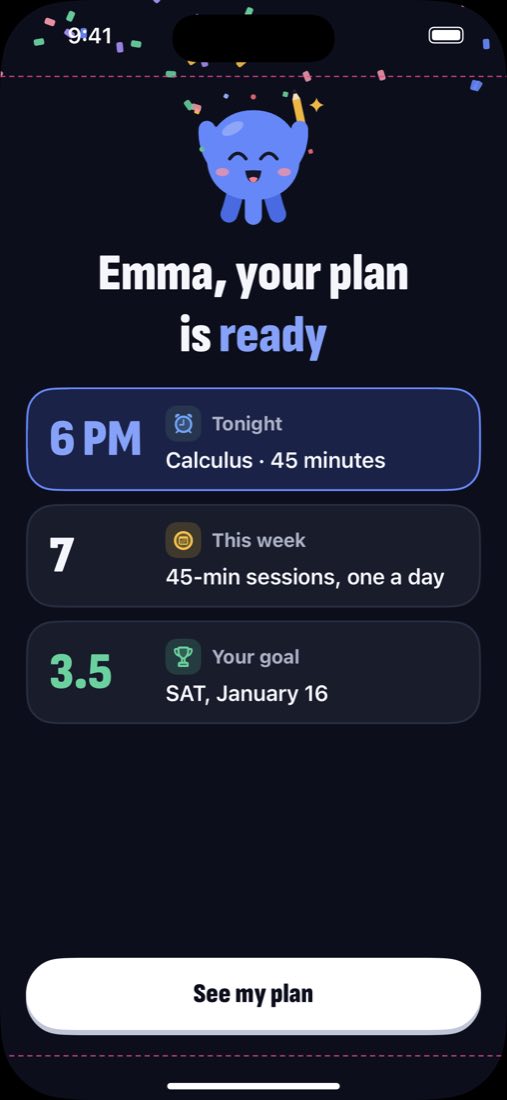 9:41
Emma, your plan
is ready
6 PM
Tonight
Calculus · 45 minutes
7
This week
45-min sessions, one a day
3.5
Your goal
SAT, January 16
See my plan